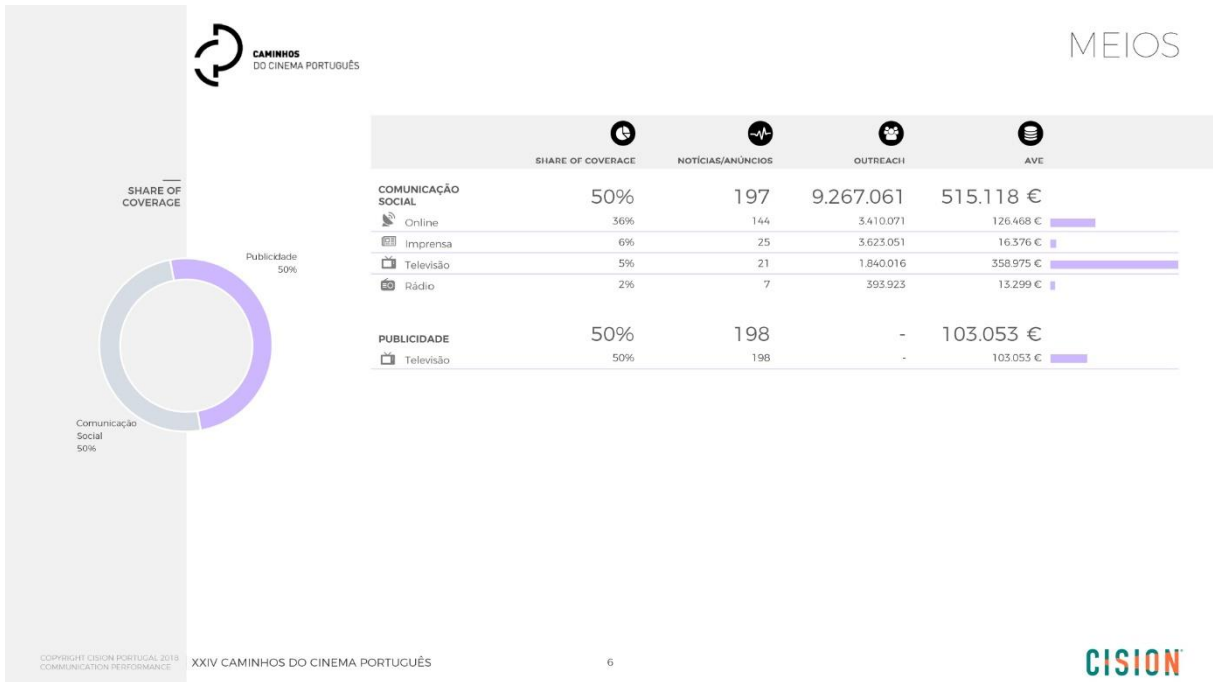 CAMINHOS
DO CINEMA PORTUGUÊS
MEIOS
SHARE OF COVERAGE NOTÍCIAS/ANÚNCIOS OUTREACH AVE
SHARE OF
COVERAGE
Publicidade
50%
Comunicação
Social
50%
COMUNICAÇÃO
SOCIAL 50% 197 9.267.061 515.118 €
Online 36% 144 3.410.071 126.468 €
Imprensa 6% 25 3.623.051 16.376 €
Televisão 5% 21 1.840.016 358.975 €
Rádio 2% 7 393.923 13.299 €
PUBLICIDADE 50% 198 - 103.053 €
Televisão 50% 198 - 103.053 €
COPYRIGHT CISION PORTUGAL 2018
COMMUNICATION PERFORMANCE
XXIV CAMINHOS DO CINEMA PORTUGUÊS
6
CISION